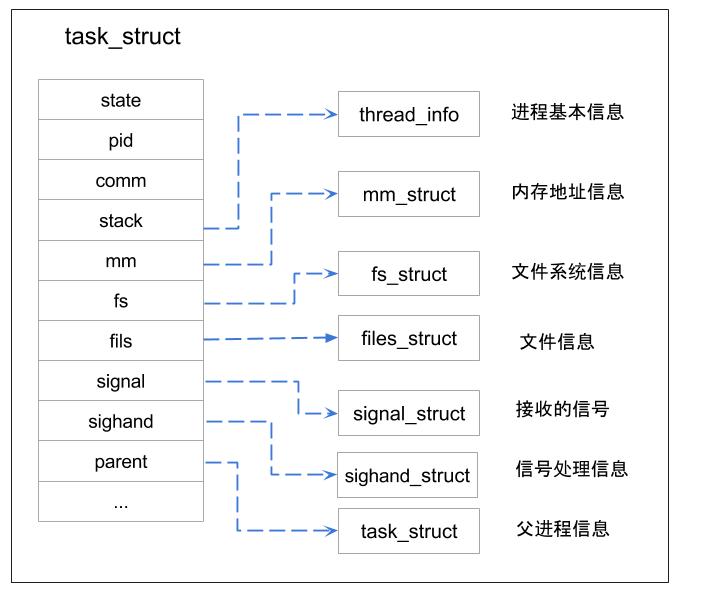 task_struct
state
pid
comm
stack
mm
fs
fils
signal
sighand
parent
...
thread_info 进程基本信息
mm_struct 内存地址信息
fs_struct 文件系统信息
files_struct 文件信息
signal_struct 接收的信号
sighand_struct 信号处理信息
task_struct 父进程信息